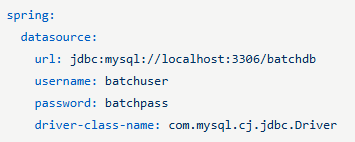 spring:
  datasource:
    url: jdbc:mysql://localhost:3306/batchdb
    username: batchuser
    password: batchpass
    driver-class-name: com.mysql.cj.jdbc.Driver